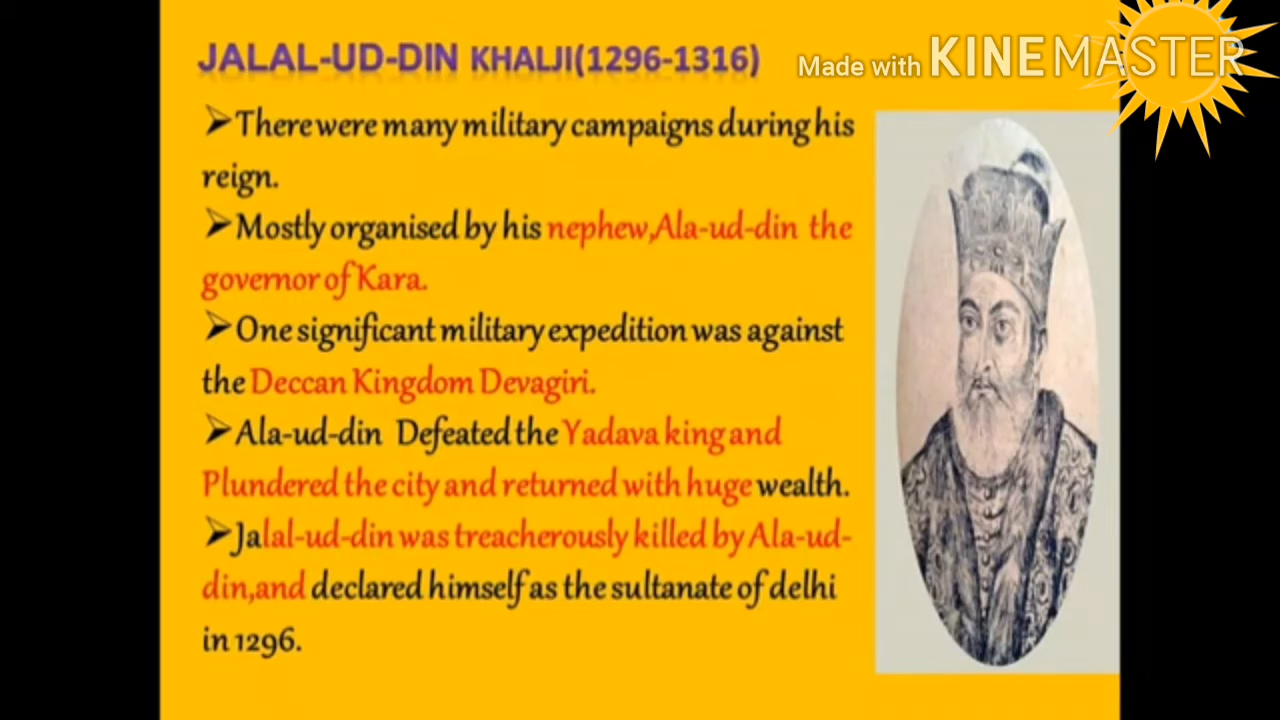 JALAL-UD-DIN KHALJI(1296-1316)
Made with KINEMASTER
➢There were many military campaigns during his
reign.
➢Mostly organised by his nephew,Ala-ud-din the
governor of Kara.
➢One significant military expedition was against
the Deccan Kingdom Devagiri.
➢Ala-ud-din Defeated the Yadava king and
Plundered the city and returned with huge wealth.
➢Jalal-ud-din was treacherously killed by Ala-ud-
din,and declared himself as the sultanate of delhi
in 1296.